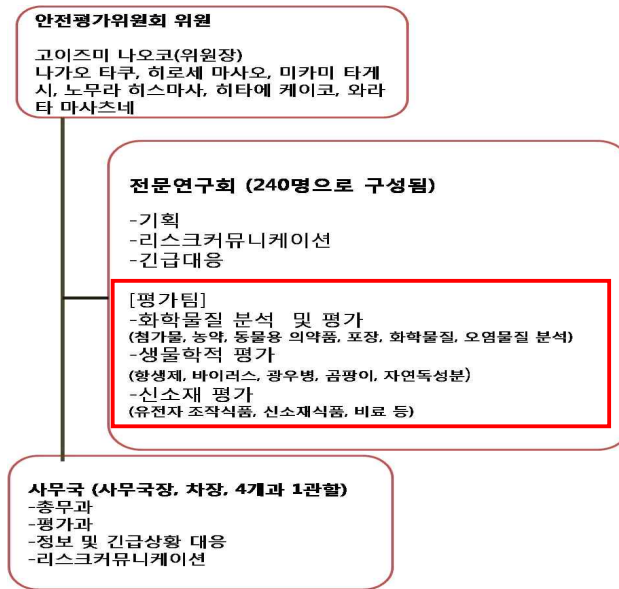 안전평가위원회 위원
고이즈미 나오코(위원장)
나가오 타쿠, 히로세 마사오, 미카미 타게
시, 노무라 히스마사, 히타에 케이코, 와라
타 마사츠네
전문연구회 (240명으로 구성됨)
-기획
-리스크커뮤니케이션
-긴급대응
[평가팀]
-화학물질 분석 및 평가
(첨가물, 농약, 동물용 의약품, 포장, 화학물질, 오염물질 분석)
-생물학적 평가
(항생제, 바이러스, 광우병, 곰팡이, 자연독성분)
-신소재 평가
(유전자 조작식품, 신소재식품, 비료 등)
사무국 (사무국장, 차장, 4개과 1관할)
-총무과
-평가과
-정보 및 긴급상황 대응
-리스크커뮤니케이션